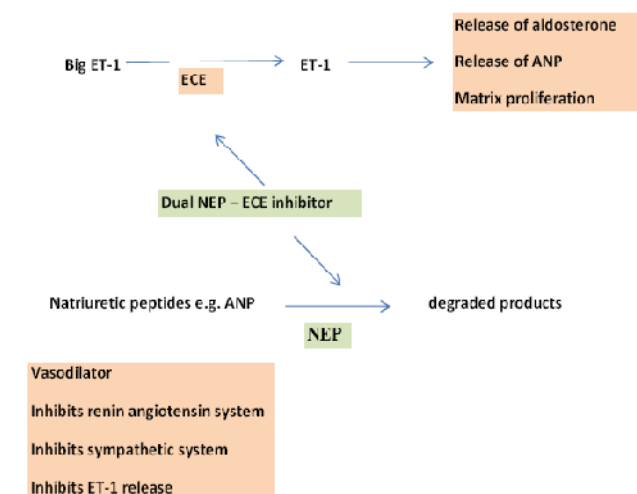 Release of aldosterone
Big ET-1
ECE
ET-1
Release of ANP
Matrix proliferation
Dual NEP – ECE inhibitor
Natriuretic peptides e.g. ANP
NEP
degraded products
Vasodilator
Inhibits renin angiotensin system
Inhibits sympathetic system
Inhibits ET-1 release